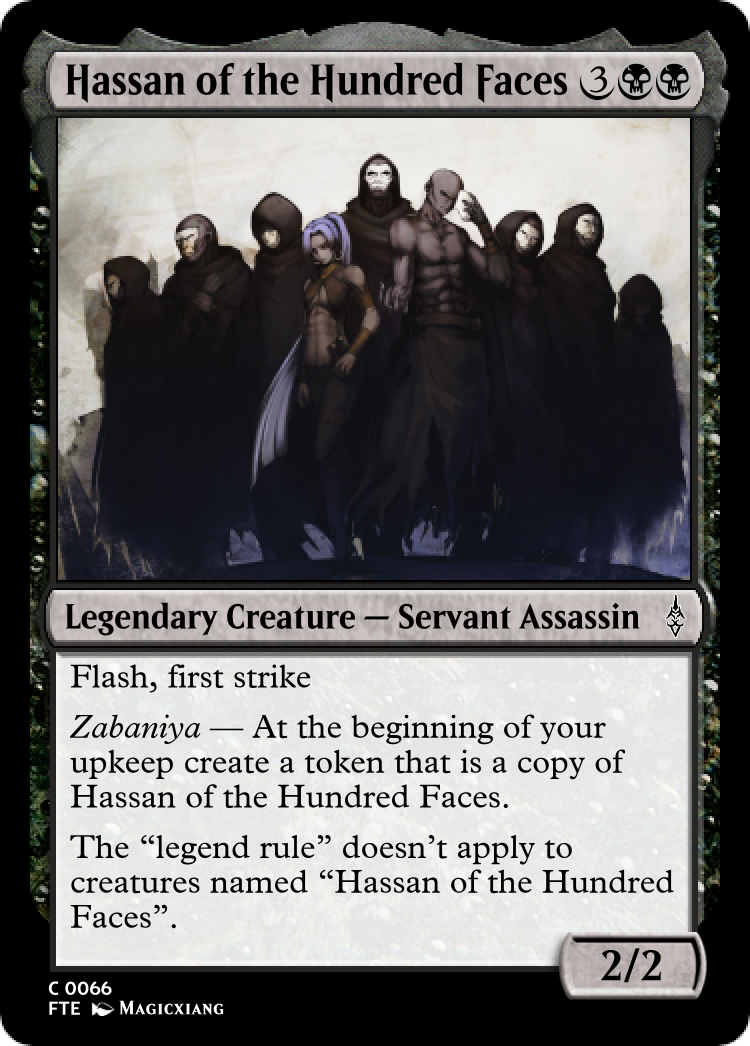 Hassan of the Hundred Faces 3
Legendary Creature — Servant Assassin
Flash, first strike
Zabaniya — At the beginning of your
upkeep create a token that is a copy of
Hassan of the Hundred Faces.
The “legend rule” doesn’t apply to
creatures named “Hassan of the Hundred
Faces”.
2/2
C 0066
FTE Magicxiang